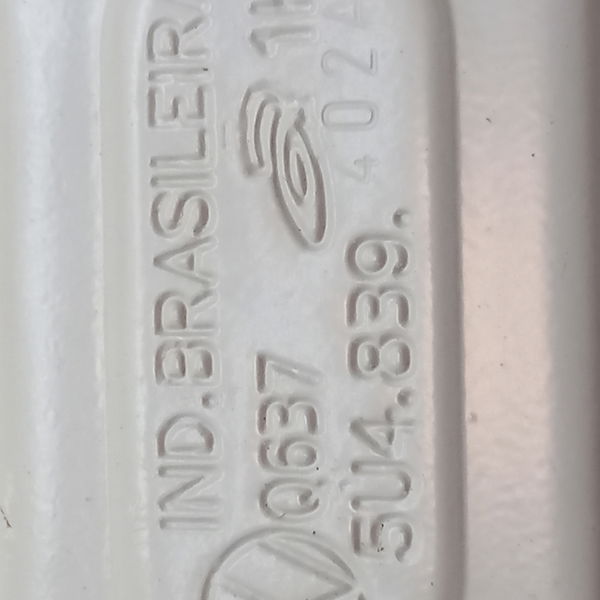 IND. BRASILEIRA
Q637
5U4.839.
402